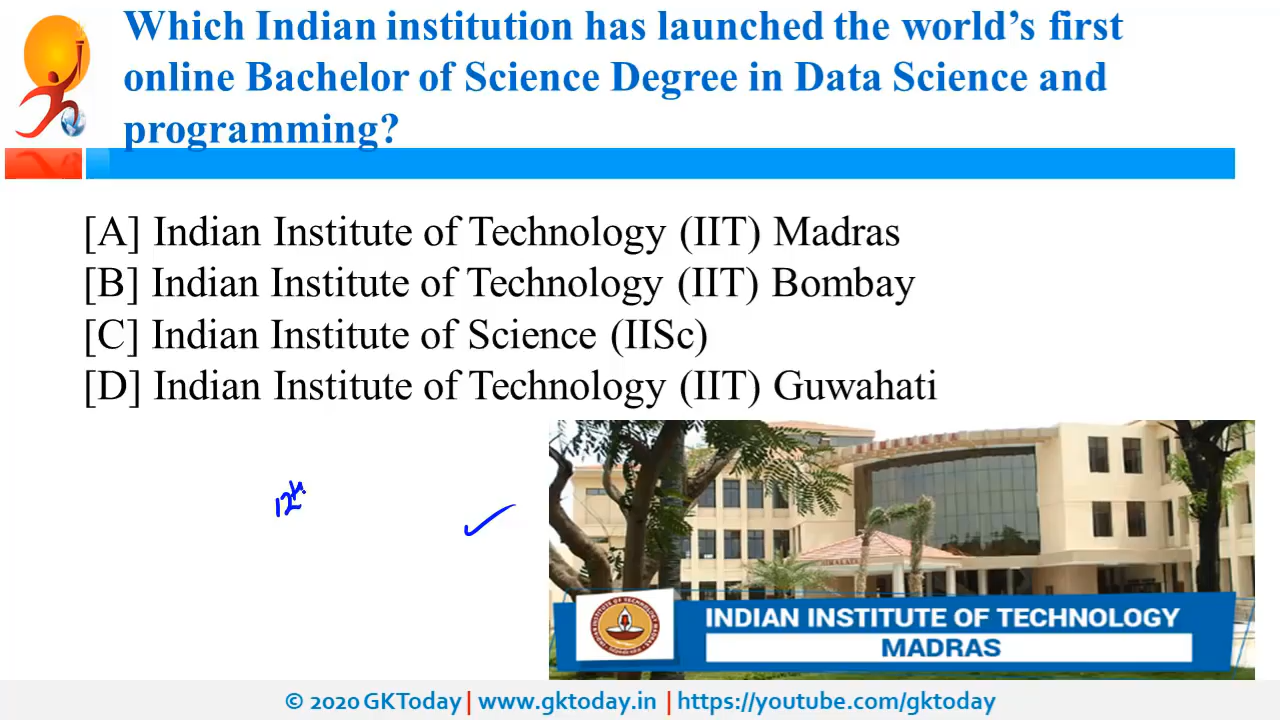 Which Indian institution has launched the world’s first
online Bachelor of Science Degree in Data Science and
programming?
[A] Indian Institute of Technology (IIT) Madras
[B] Indian Institute of Technology (IIT) Bombay
[C] Indian Institute of Science (IISc)
[D] Indian Institute of Technology (IIT) Guwahati
12th
INDIAN INSTITUTE OF TECHNOLOGY
MADRAS
© 2020 GKToday | www.gktoday.in | https://youtube.com/gktoday